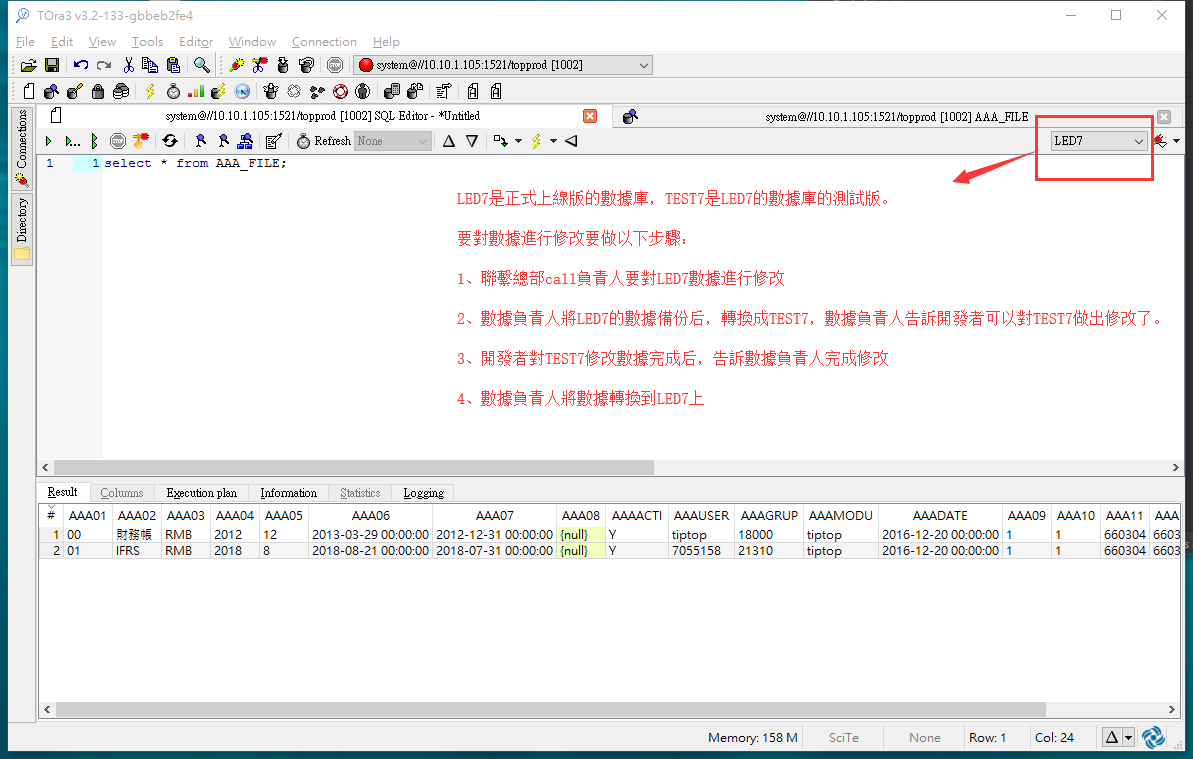 TOra3 v3.2-133-gbbeb2fe4
File Edit View Tools Editor Window Connection Help
system@//10.10.1.105:1521/topprod [1002]
Connections
Directory
system@//10.10.1.105:1521/topprod [1002] SQL Editor - *Untitled
system@//10.10.1.105:1521/topprod [1002] AAA_FILE
Refresh None
LED7
1 1 select * from AAA_FILE;
LED7是正式上線版的數據庫，TEST7是LED7的數據庫的測試版。
要對數據進行修改要做以下步驟：
1、聯繫總部call負責人要對LED7數據進行修改
2、數據負責人將LED7的數據備份后，轉換成TEST7，數據負責人告訴開發者可以對TEST7做出修改了。
3、開發者對TEST7修改數據完成后，告訴數據負責人完成修改
4、數據負責人將數據轉換到LED7上
Result Columns Execution plan Information Statistics Logging
# AAA01 AAA02 AAA03 AAA04 AAA05 AAA06 AAA07 AAA08 AAAACTI AAAUSER AAAGRUP AAAMODU AAADATE AAA09 AAA10 AAA11 AAA
1 00 財務帳 RMB 2012 12 2013-03-29 00:00:00 2012-12-31 00:00:00 {null} Y tiptop 18000 tiptop 2016-12-20 00:00:00 1 1 660304 6603
2 01 IFRS RMB 2018 8 2018-08-21 00:00:00 2018-07-31 00:00:00 {null} Y 7055158 21310 tiptop 2016-12-20 00:00:00 1 1 660304 6603
Memory: 158 M SciTe None Row: 1 Col: 24